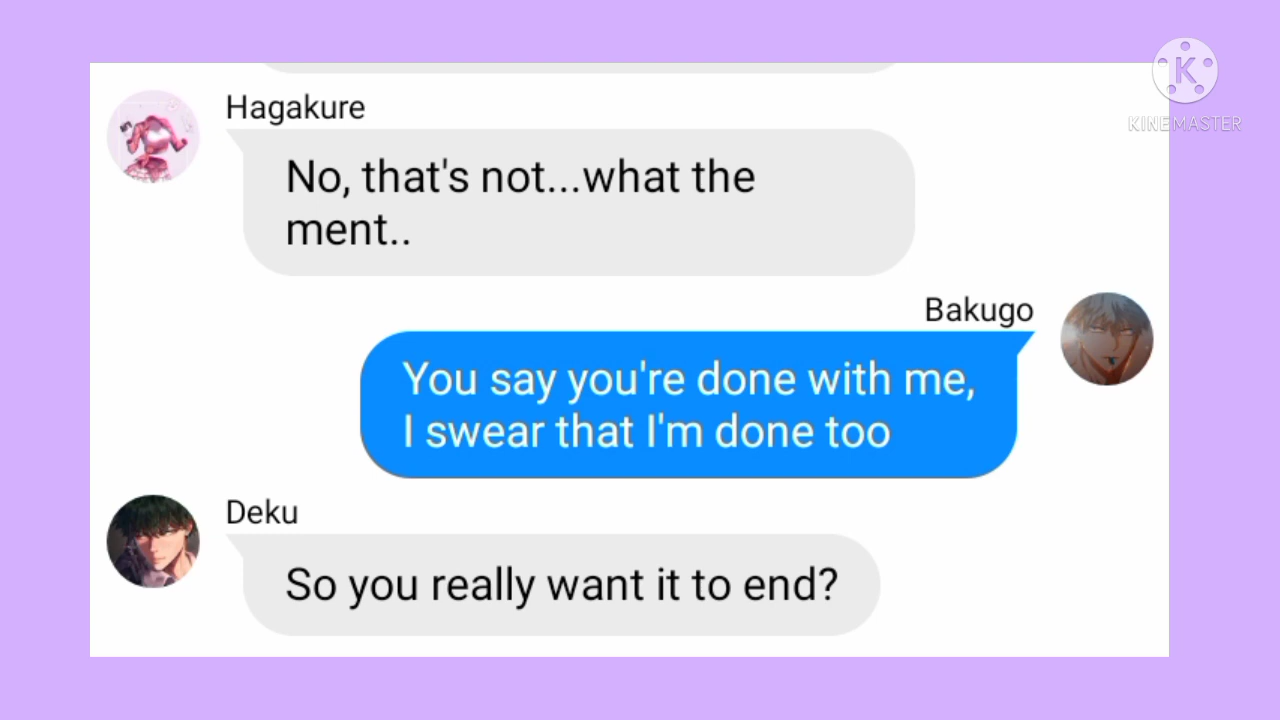 Hagakure
No, that's not...what the
ment..
Bakugo
You say you're done with me,
I swear that I'm done too
Deku
So you really want it to end?
K
KINEMASTER